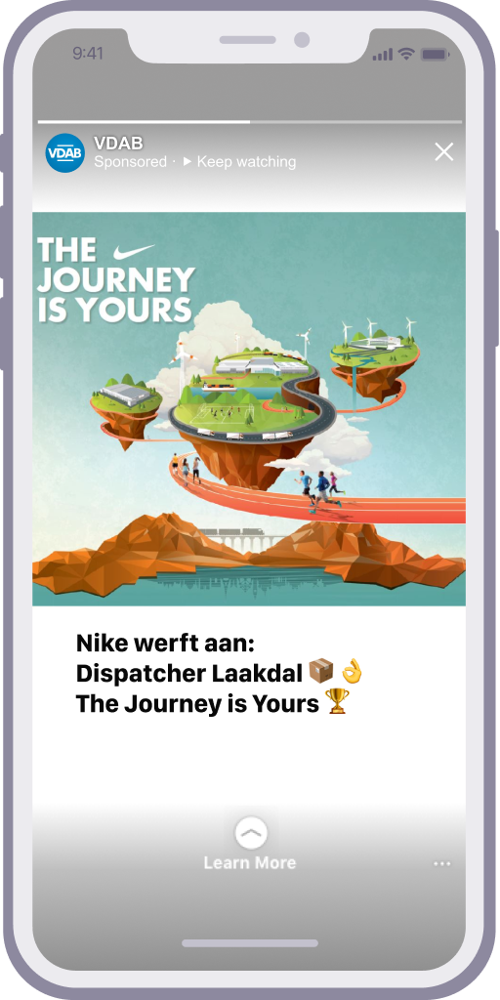 9:41
VDAB
VDAB
Sponsored · ▶ Keep watching
THE
JOURNEY
IS YOURS
Nike werft aan:
Dispatcher Laakdal 📦 👌
The Journey is Yours 🏆
Learn More